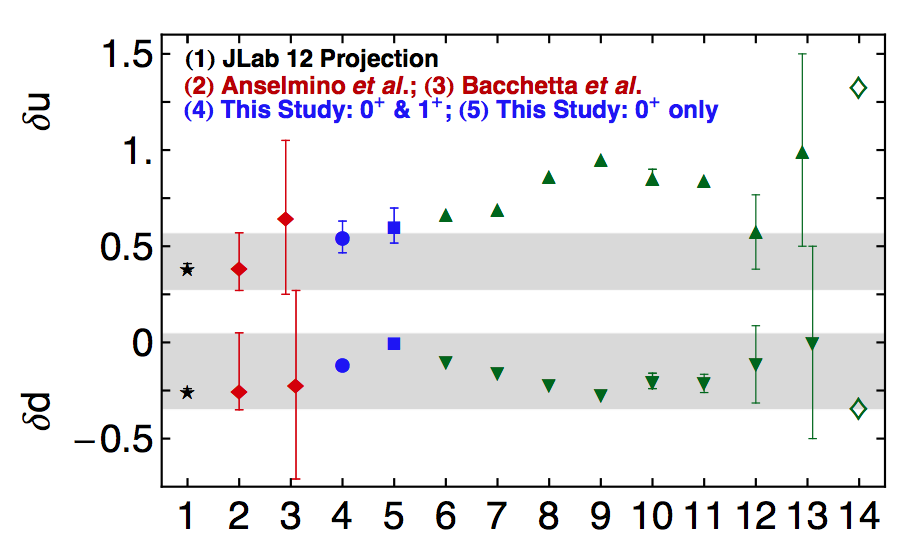 (1) JLab 12 Projection
(2) Anselmino et al.; (3) Bacchetta et al.
(4) This Study: 0⁺ & 1⁺; (5) This Study: 0⁺ only
δu
δd
1.5
1.
0.5
0
−0.5
1 2 3 4 5 6 7 8 9 10 11 12 13 14